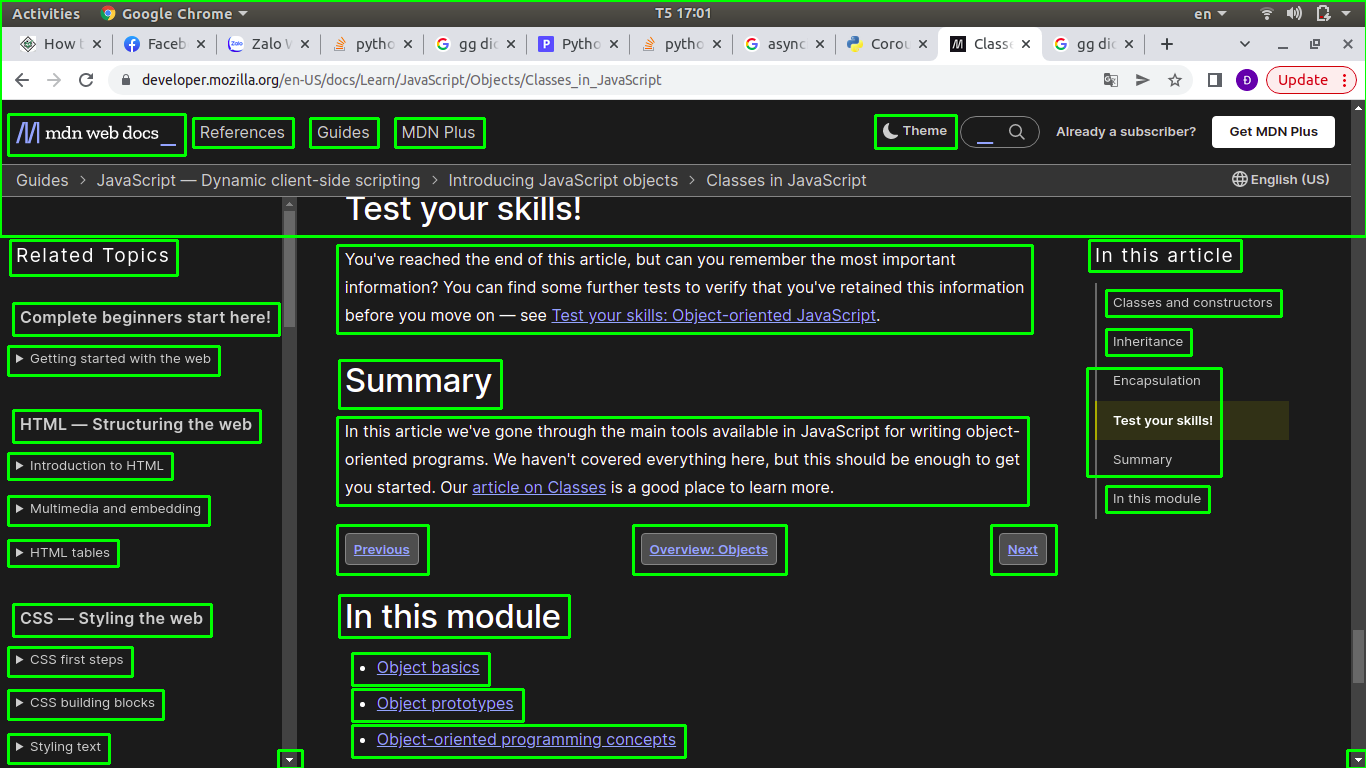 Activities Google Chrome T5 17:01 en
How t Faceb Zalo W pytho gg dic Pytho pytho async Corou Classe gg dic
developer.mozilla.org/en-US/docs/Learn/JavaScript/Objects/Classes_in_JavaScript Đ Update
mdn web docs_ References Guides MDN Plus Theme Already a subscriber? Get MDN Plus
Guides JavaScript — Dynamic client-side scripting Introducing JavaScript objects Classes in JavaScript English (US)
Test your skills!
Related Topics
Complete beginners start here!
Getting started with the web
HTML — Structuring the web
Introduction to HTML
Multimedia and embedding
HTML tables
CSS — Styling the web
CSS first steps
CSS building blocks
Styling text
You've reached the end of this article, but can you remember the most important
information? You can find some further tests to verify that you've retained this information
before you move on — see Test your skills: Object-oriented JavaScript.
Summary
In this article we've gone through the main tools available in JavaScript for writing object-
oriented programs. We haven't covered everything here, but this should be enough to get
you started. Our article on Classes is a good place to learn more.
Previous Overview: Objects Next
In this module
• Object basics
• Object prototypes
• Object-oriented programming concepts
In this article
Classes and constructors
Inheritance
Encapsulation
Test your skills!
Summary
In this module